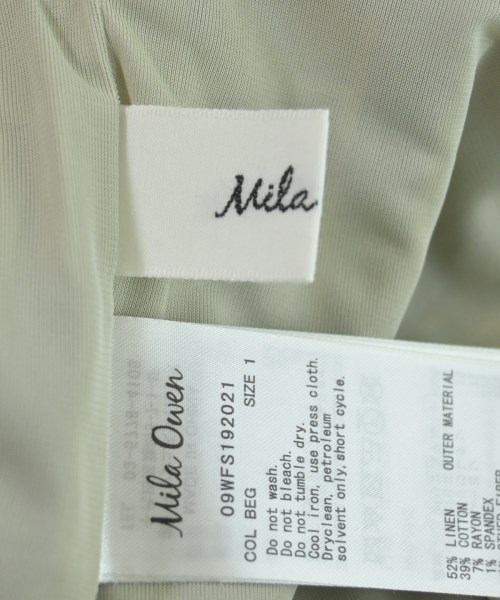 Mila
Mila Owen
09WFS192021
COL BEG SIZE 1
Do not wash.
Do not bleach.
Do not tumble dry.
Cool iron, use press cloth.
Dryclean, petroleum
solvent only,short cycle.
OUTER MATERIAL
52% LINEN
39% COTTON
7% RAYON
1% SPANDEX